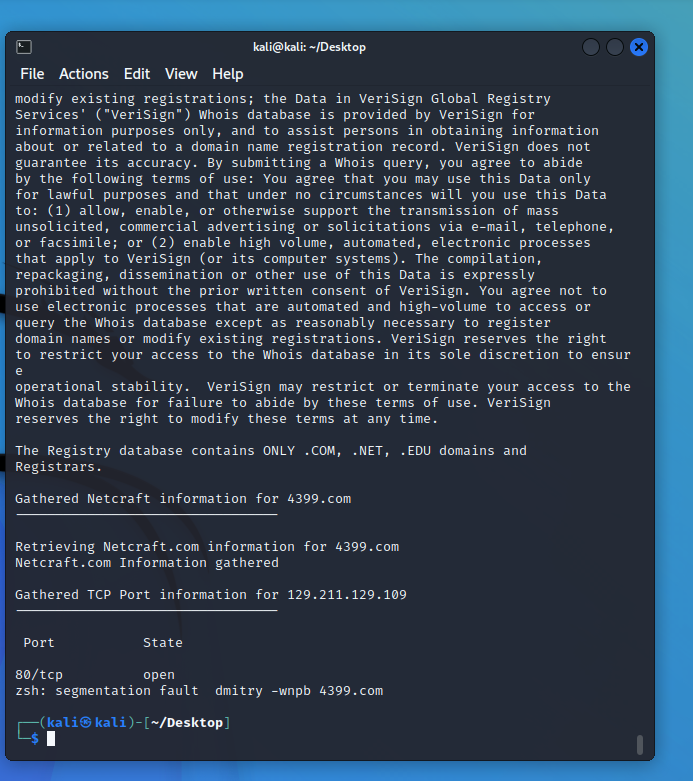 kali@kali: ~/Desktop
File Actions Edit View Help
modify existing registrations; the Data in VeriSign Global Registry
Services' ("VeriSign") Whois database is provided by VeriSign for
information purposes only, and to assist persons in obtaining information
about or related to a domain name registration record. VeriSign does not
guarantee its accuracy. By submitting a Whois query, you agree to abide
by the following terms of use: You agree that you may use this Data only
for lawful purposes and that under no circumstances will you use this Data
to: (1) allow, enable, or otherwise support the transmission of mass
unsolicited, commercial advertising or solicitations via e-mail, telephone,
or facsimile; or (2) enable high volume, automated, electronic processes
that apply to VeriSign (or its computer systems). The compilation,
repackaging, dissemination or other use of this Data is expressly
prohibited without the prior written consent of VeriSign. You agree not to
use electronic processes that are automated and high-volume to access or
query the Whois database except as reasonably necessary to register
domain names or modify existing registrations. VeriSign reserves the right
to restrict your access to the Whois database in its sole discretion to ensur
e
operational stability.  VeriSign may restrict or terminate your access to the
Whois database for failure to abide by these terms of use. VeriSign
reserves the right to modify these terms at any time.
The Registry database contains ONLY .COM, .NET, .EDU domains and
Registrars.
Gathered Netcraft information for 4399.com
Retrieving Netcraft.com information for 4399.com
Netcraft.com Information gathered
Gathered TCP Port information for 129.211.129.109
Port State
80/tcp open
zsh: segmentation fault  dmitry -wnpb 4399.com
┌──(kali㉿kali)-[~/Desktop]
└─$